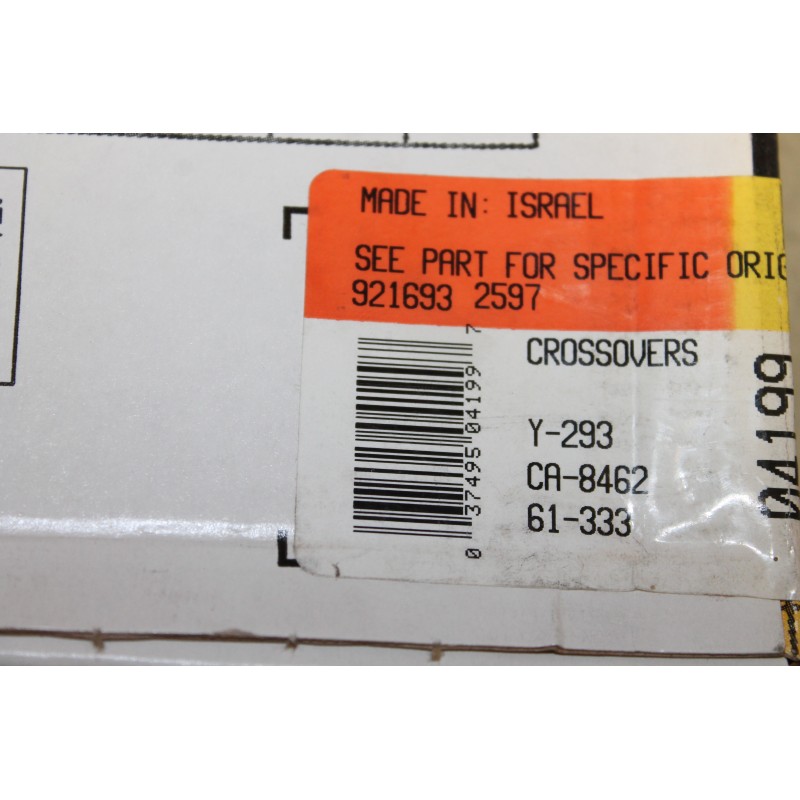 MADE IN: ISRAEL
SEE PART FOR SPECIFIC ORIG
921693 2597
CROSSOVERS
Y-293
CA-8462
61-333
0 37495 04199 7
04199